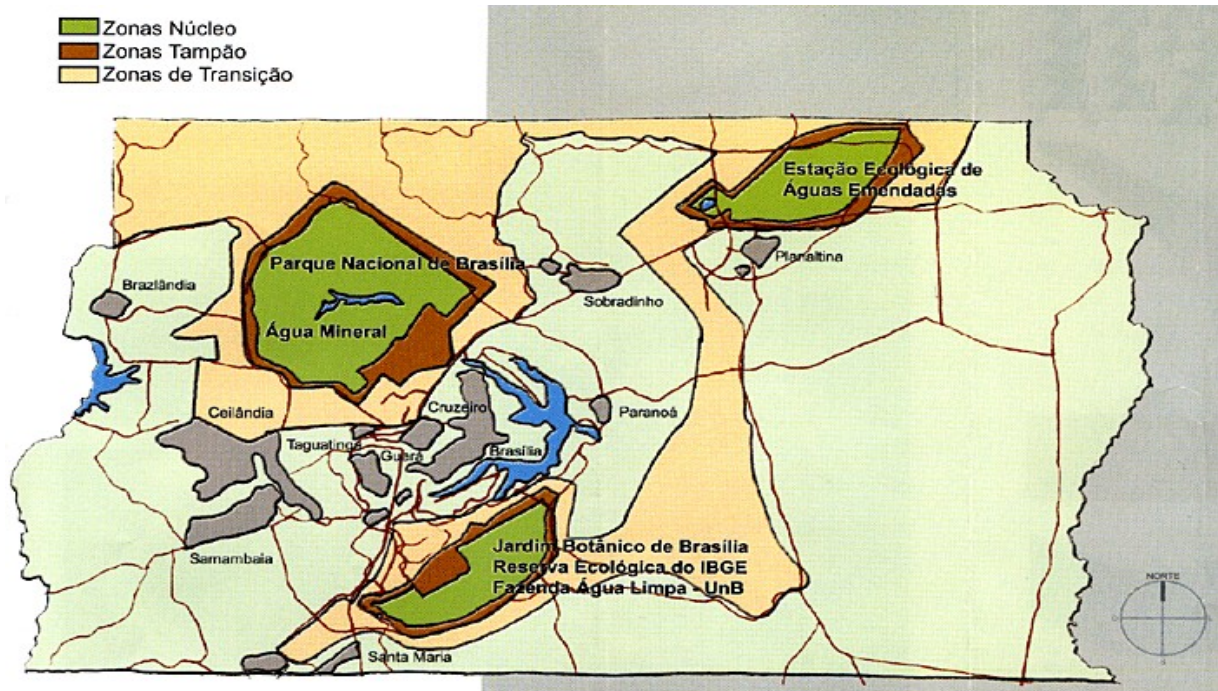 Zonas Núcleo
Zonas Tampão
Zonas de Transição
Estação Ecológica de
Águas Emendadas
Parque Nacional de Brasília
Planaltina
Brazlândia
Sobradinho
Água Mineral
Ceilândia
Cruzeiro
Paranoá
Taguatinga
Guará
Brasília
Samambaia
Jardim Botânico de Brasília
Reserva Ecológica do IBGE
Fazenda Água Limpa - UnB
Santa Maria
NORTE